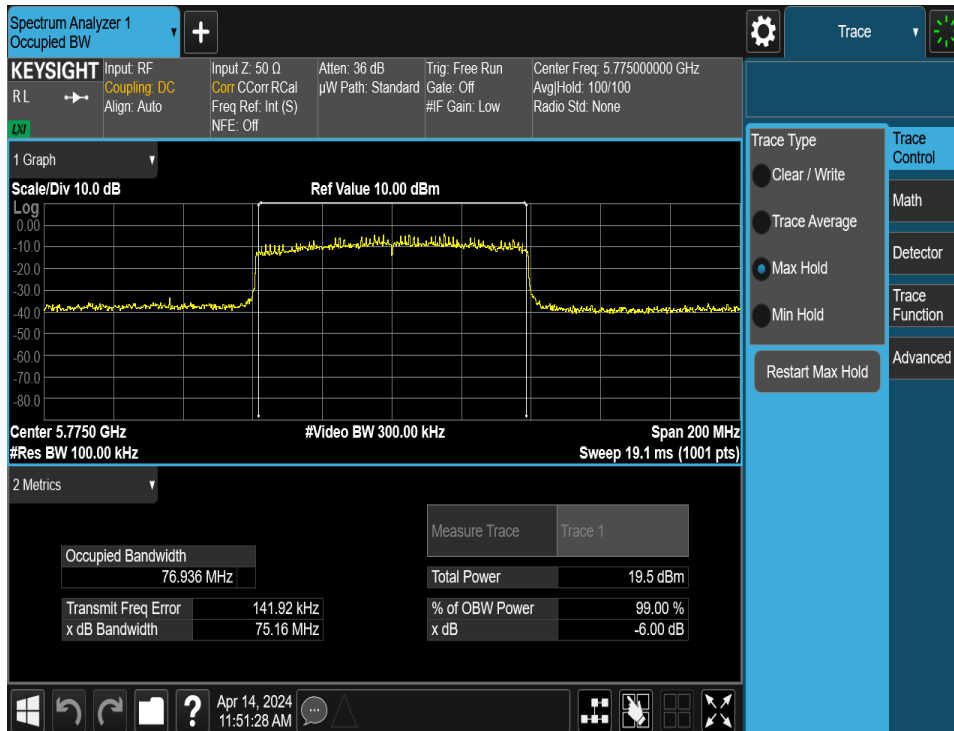 Spectrum Analyzer 1
Occupied BW
+
Trace
KEYSIGHT
RL
LXI
Input: RF
Coupling: DC
Align: Auto
Input Z: 50 Ω
Corr CCorr RCal
Freq Ref: Int (S)
NFE: Off
Atten: 36 dB
µW Path: Standard
Trig: Free Run
Gate: Off
#IF Gain: Low
Center Freq: 5.775000000 GHz
Avg|Hold: 100/100
Radio Std: None
1 Graph
Scale/Div 10.0 dB
Ref Value 10.00 dBm
Log
0.00
-10.0
-20.0
-30.0
-40.0
-50.0
-60.0
-70.0
-80.0
Center 5.7750 GHz
#Video BW 300.00 kHz
Span 200 MHz
#Res BW 100.00 kHz
Sweep 19.1 ms (1001 pts)
2 Metrics
Measure Trace
Trace 1
Occupied Bandwidth
76.936 MHz
Total Power
19.5 dBm
Transmit Freq Error
141.92 kHz
% of OBW Power
99.00 %
x dB Bandwidth
75.16 MHz
x dB
-6.00 dB
Trace Type
Clear / Write
Trace Average
Max Hold
Min Hold
Restart Max Hold
Trace
Control
Math
Detector
Trace
Function
Advanced
?
Apr 14, 2024
11:51:28 AM